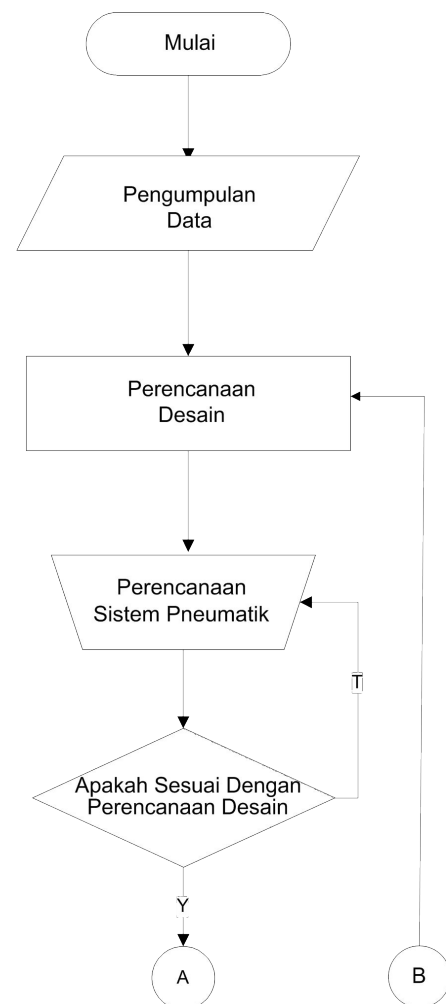 Mulai
Pengumpulan
Data
Perencanaan
Desain
Perencanaan
Sistem Pneumatik
T
Apakah Sesuai Dengan
Perencanaan Desain
Y
A
B